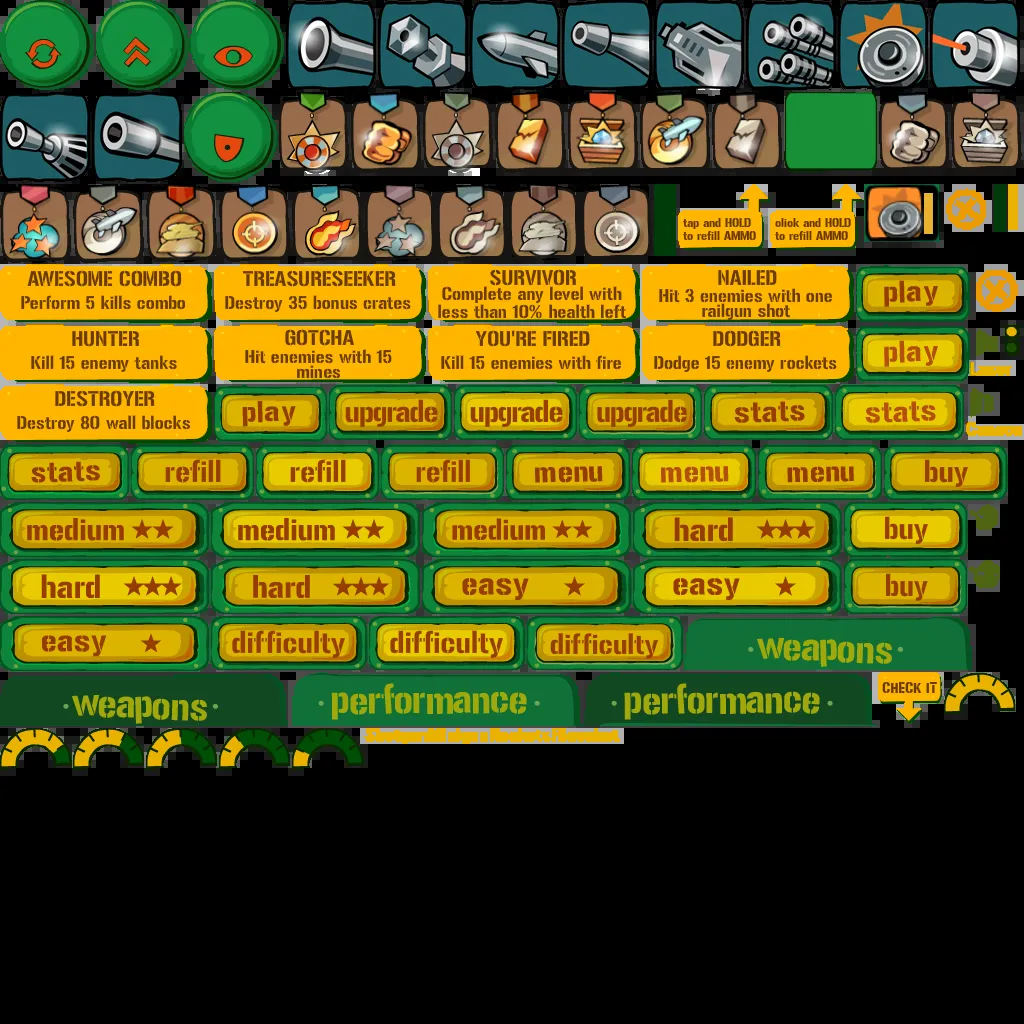 tap and HOLD
to refill AMMO
click and HOLD
to refill AMMO
AWESOME COMBO
Perform 5 kills combo
TREASURESEEKER
Destroy 35 bonus crates
SURVIVOR
Complete any level with
less than 10% health left
NAILED
Hit 3 enemies with one
railgun shot
play
HUNTER
Kill 15 enemy tanks
GOTCHA
Hit enemies with 15
mines
YOU'RE FIRED
Kill 15 enemies with fire
DODGER
Dodge 15 enemy rockets
play
DESTROYER
Destroy 80 wall blocks
play
upgrade
upgrade
upgrade
stats
stats
stats
refill
refill
refill
menu
menu
menu
buy
medium
medium
medium
hard
buy
hard
hard
easy
easy
buy
easy
difficulty
difficulty
difficulty
· weapons ·
· weapons ·
· performance ·
· performance ·
CHECK IT